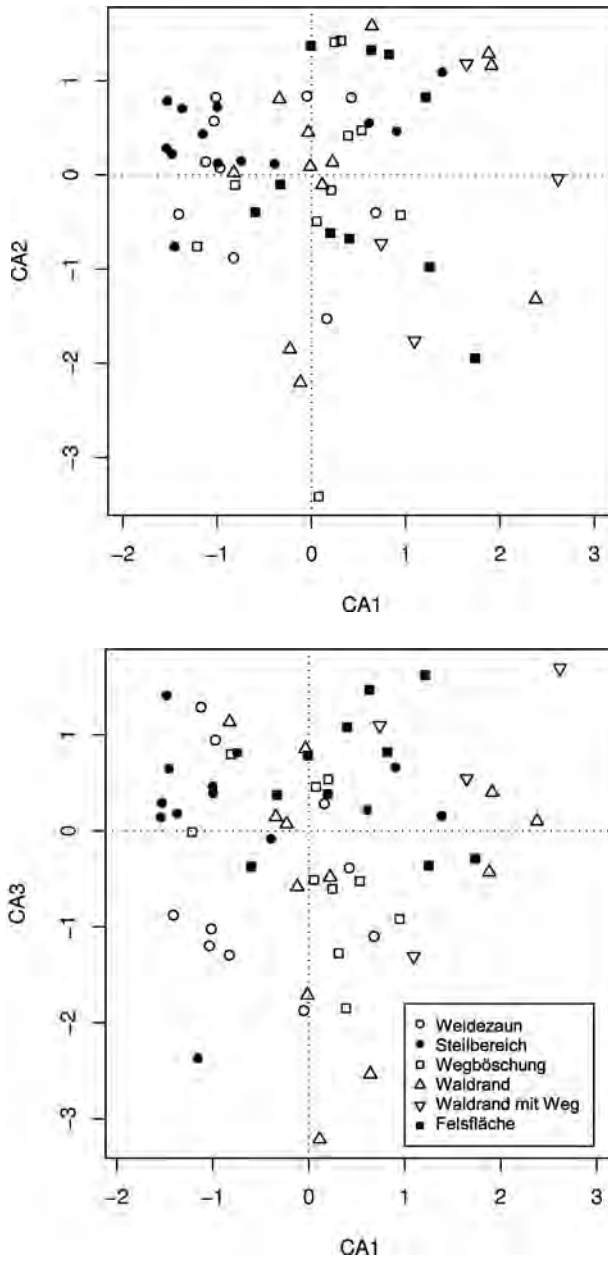 1
0
−1
−2
−3
CA2
−2 −1 0 1 2 3
CA1
1
0
−1
−2
−3
CA3
Weidezaun
Steilbereich
Wegböschung
Waldrand
Waldrand mit Weg
Felsfläche
−2 −1 0 1 2 3
CA1